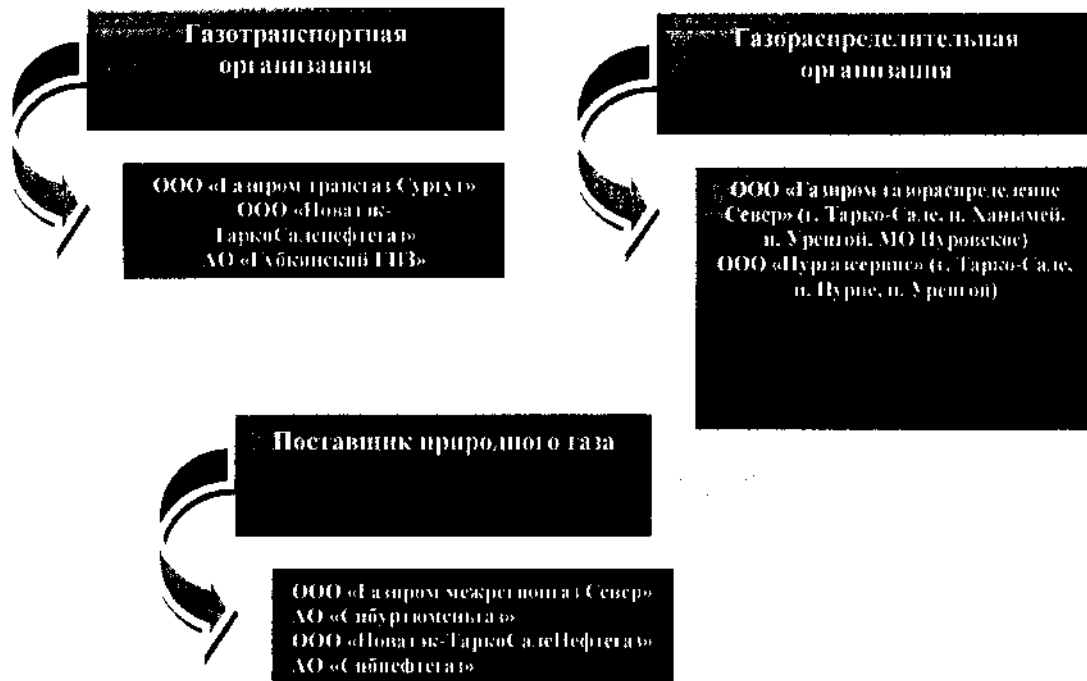 Газотранспортная
организация
Газораспределительная
организация
ООО «Газпром трансгаз Сургут»
ООО «Новатэк-
ТаркоСаленефтегаз»
АО «Губкинский ГПЗ»
ООО «Газпром газораспределение
Север» (г. Тарко-Сале, п. Ханымей,
п. Уренгой, МО Пуровское)
ООО «Пургазсервис» (г. Тарко-Сале,
п. Пурпе, п. Уренгой)
Поставщик природного газа
ООО «Газпром межрегионгаз Север»
АО «Сибуртюменьгаз»
ООО «Новатэк-ТаркоСалеНефтегаз»
АО «Сибнефтегаз»